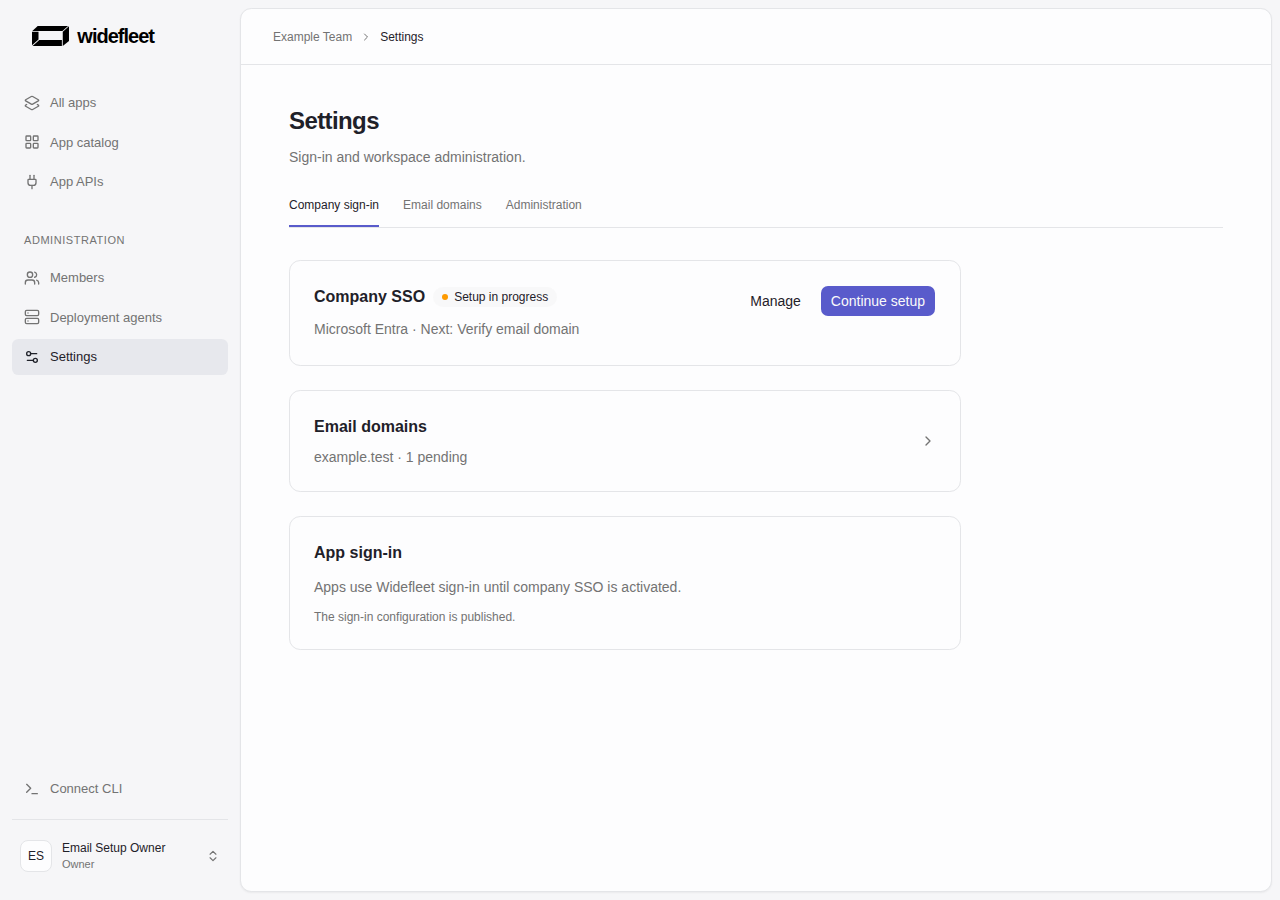 widefleet
All apps
App catalog
App APIs
ADMINISTRATION
Members
Deployment agents
Settings
Connect CLI
ES
Email Setup Owner
Owner
Example Team
Settings
Settings
Sign-in and workspace administration.
Company sign-in
Email domains
Administration
Company SSO
Setup in progress
Microsoft Entra · Next: Verify email domain
Manage
Continue setup
Email domains
example.test · 1 pending
App sign-in
Apps use Widefleet sign-in until company SSO is activated.
The sign-in configuration is published.